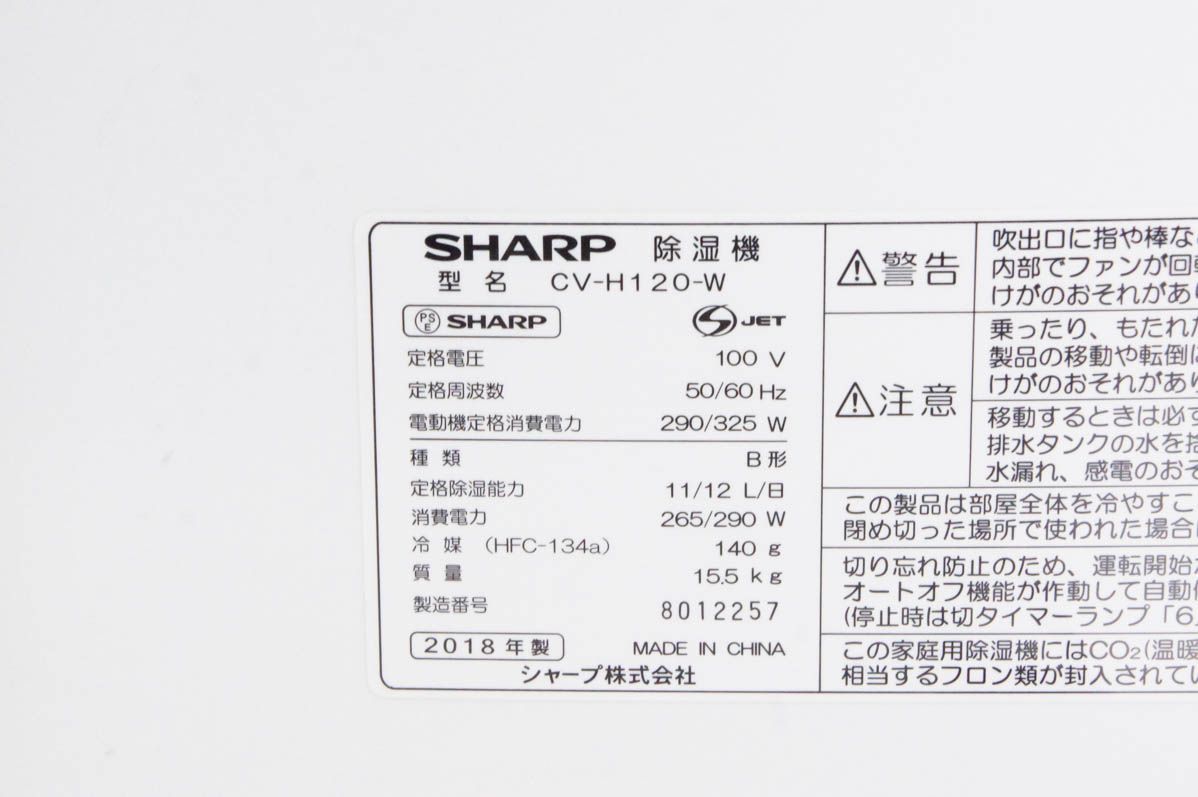 SHARP 除湿機
型名 CV-H120-W
PS E SHARP S JET
定格電圧 100 V
定格周波数 50/60 Hz
電動機定格消費電力 290/325 W
種類 B形
定格除湿能力 11/12 L/日
消費電力 265/290 W
冷媒 (HFC-134a) 140 g
質量 15.5 kg
製造番号 8012257
2018年製 MADE IN CHINA
シャープ株式会社
⚠警告
吹出口に指や棒な
内部でファンが回転
けがのおそれがあり
⚠注意
乗ったり、もたれた
製品の移動や転倒に
けがのおそれがあり
移動するときは必ず
排水タンクの水を捨
水漏れ、感電のおそ
この製品は部屋全体を冷やすこ
閉め切った場所で使われた場合
切り忘れ防止のため、運転開始
オートオフ機能が作動して自動
(停止時は切タイマーランプ「6
この家庭用除湿機にはCO2(温暖
相当するフロン類が封入されてい